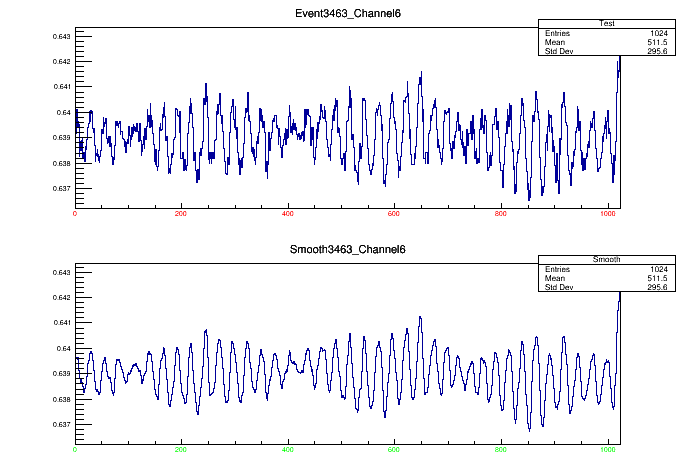 Event3463_Channel6
Test
Entries 1024
Mean 511.5
Std Dev 295.6
0.643
0.642
0.641
0.64
0.639
0.638
0.637
0 200 400 600 800 1000
Smooth3463_Channel6
Smooth
Entries 1024
Mean 511.5
Std Dev 295.6
0.643
0.642
0.641
0.64
0.639
0.638
0.637
0 200 400 600 800 1000